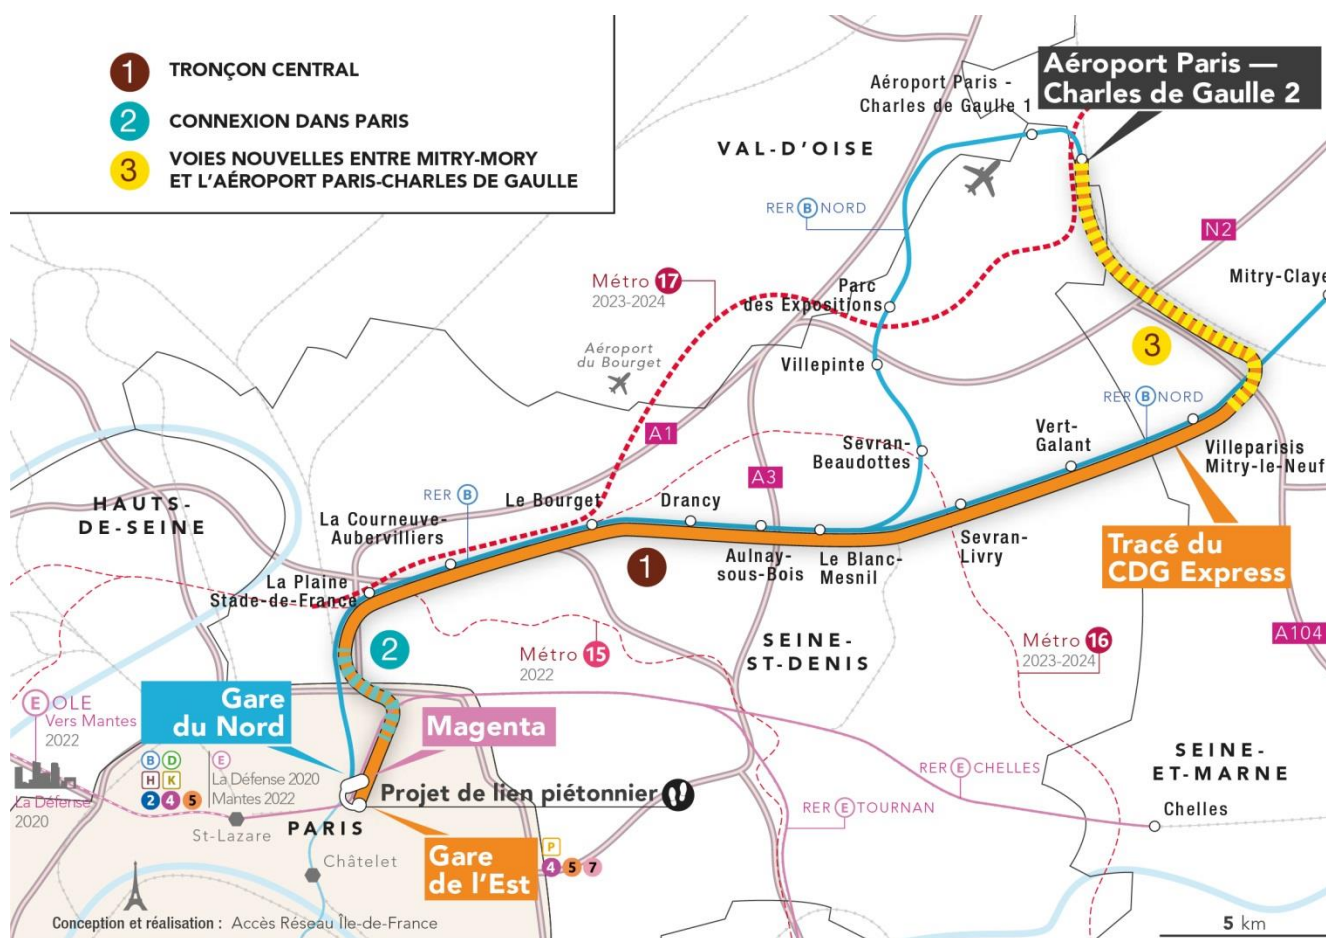 1 TRONÇON CENTRAL
2 CONNEXION DANS PARIS
3 VOIES NOUVELLES ENTRE MITRY-MORY
ET L'AÉROPORT PARIS-CHARLES DE GAULLE
Aéroport Paris -
Charles de Gaulle 1
Aéroport Paris —
Charles de Gaulle 2
VAL-D'OISE
RER B NORD
N2
Mitry-Claye
Métro 17
2023-2024
Parc
des Expositions
Aéroport
du Bourget
Villepinte
3
RER B NORD
A1
Vert-
Galant
Villeparisis
Mitry-le-Neuf
Sevran-
Beaudottes
A3
HAUTS-
DE-SEINE
RER B
Le Bourget
Drancy
La Courneuve-
Aubervilliers
Sevran-
Livry
Tracé du
CDG Express
1
Aulnay-
sous-Bois
Le Blanc-
Mesnil
La Plaine
Stade-de-France
2
Métro 15
2022
SEINE-
ST-DENIS
Métro 16
2023-2024
A104
E OLE
Vers Mantes
2022
Gare
du Nord
Magenta
B D
H K
2 4 5
E
La Défense 2020
Mantes 2022
La Défense
2020
St-Lazare
PARIS
Projet de lien piétonnier
RER E CHELLES
RER E TOURNAN
SEINE-
ET-MARNE
Chelles
Châtelet
Gare
de l'Est
P
4 5 7
Conception et réalisation : Accès Réseau Île-de-France
5 km